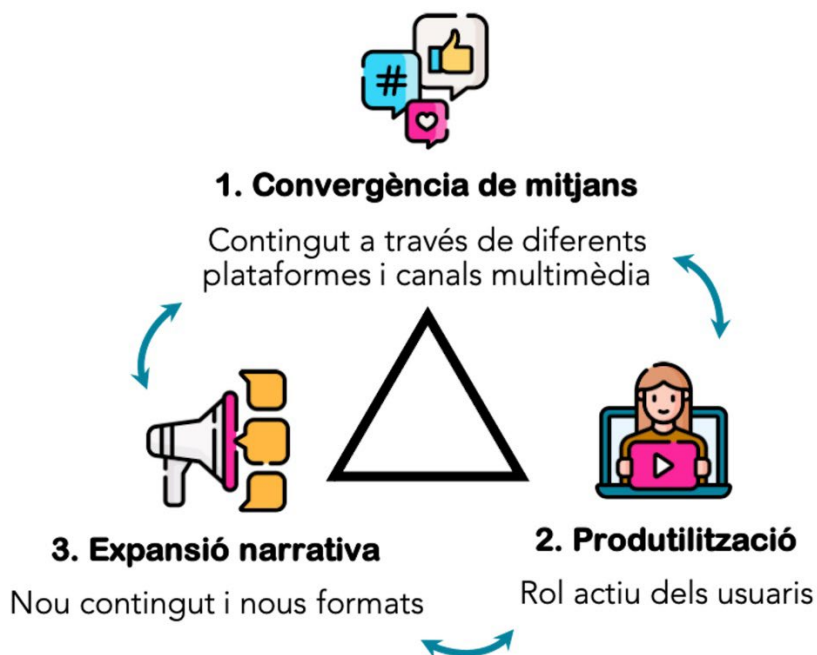 #
1. Convergència de mitjans
Contingut a través de diferents
plataformes i canals multimèdia
3. Expansió narrativa
Nou contingut i nous formats
2. Produtilització
Rol actiu dels usuaris